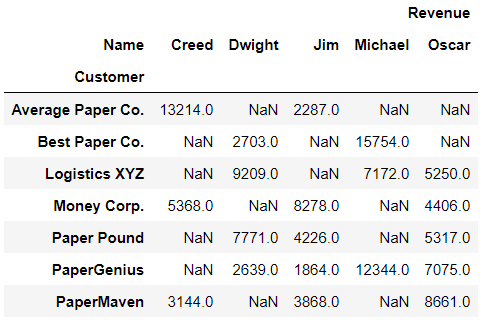 Revenue
Name Creed Dwight Jim Michael Oscar
Customer
Average Paper Co. 13214.0 NaN 2287.0 NaN NaN
Best Paper Co. NaN 2703.0 NaN 15754.0 NaN
Logistics XYZ NaN 9209.0 NaN 7172.0 5250.0
Money Corp. 5368.0 NaN 8278.0 NaN 4406.0
Paper Pound NaN 7771.0 4226.0 NaN 5317.0
PaperGenius NaN 2639.0 1864.0 12344.0 7075.0
PaperMaven 3144.0 NaN 3868.0 NaN 8661.0